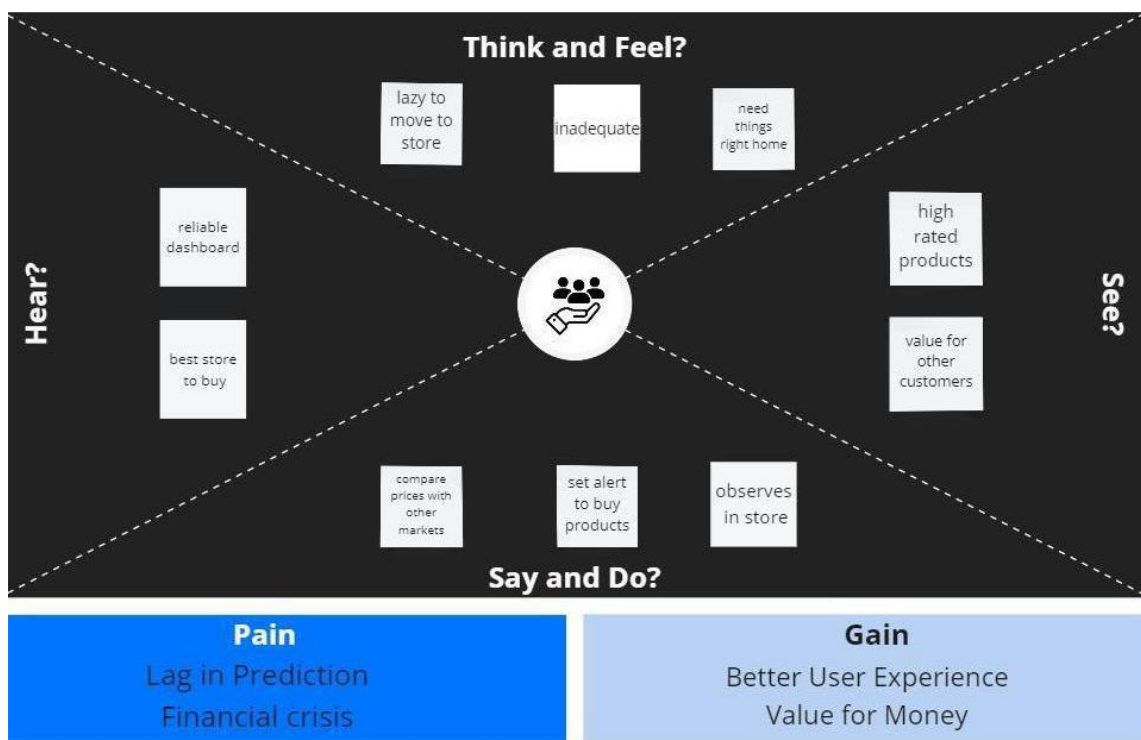 Think and Feel?
lazy to
move to
store
inadequate
need
things
right home
Hear?
reliable
dashboard
best store
to buy
See?
high
rated
products
value for
other
customers
compare
prices with
other
markets
set alert
to buy
products
observes
in store
Say and Do?
Pain
Lag in Prediction
Financial crisis
Gain
Better User Experience
Value for Money